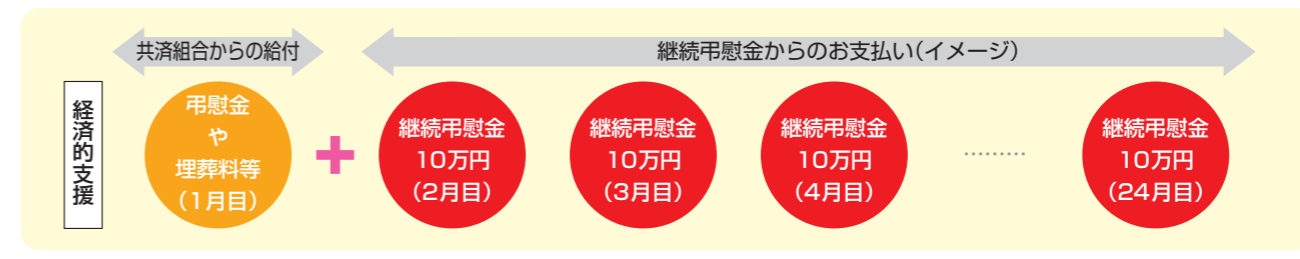 共済組合からの給付
継続弔慰金からのお支払い（イメージ）
経済的支援
弔慰金
や
埋葬料等
（1月目）
+
継続弔慰金
10万円
（2月目）
継続弔慰金
10万円
（3月目）
継続弔慰金
10万円
（4月目）
………
継続弔慰金
10万円
（24月目）